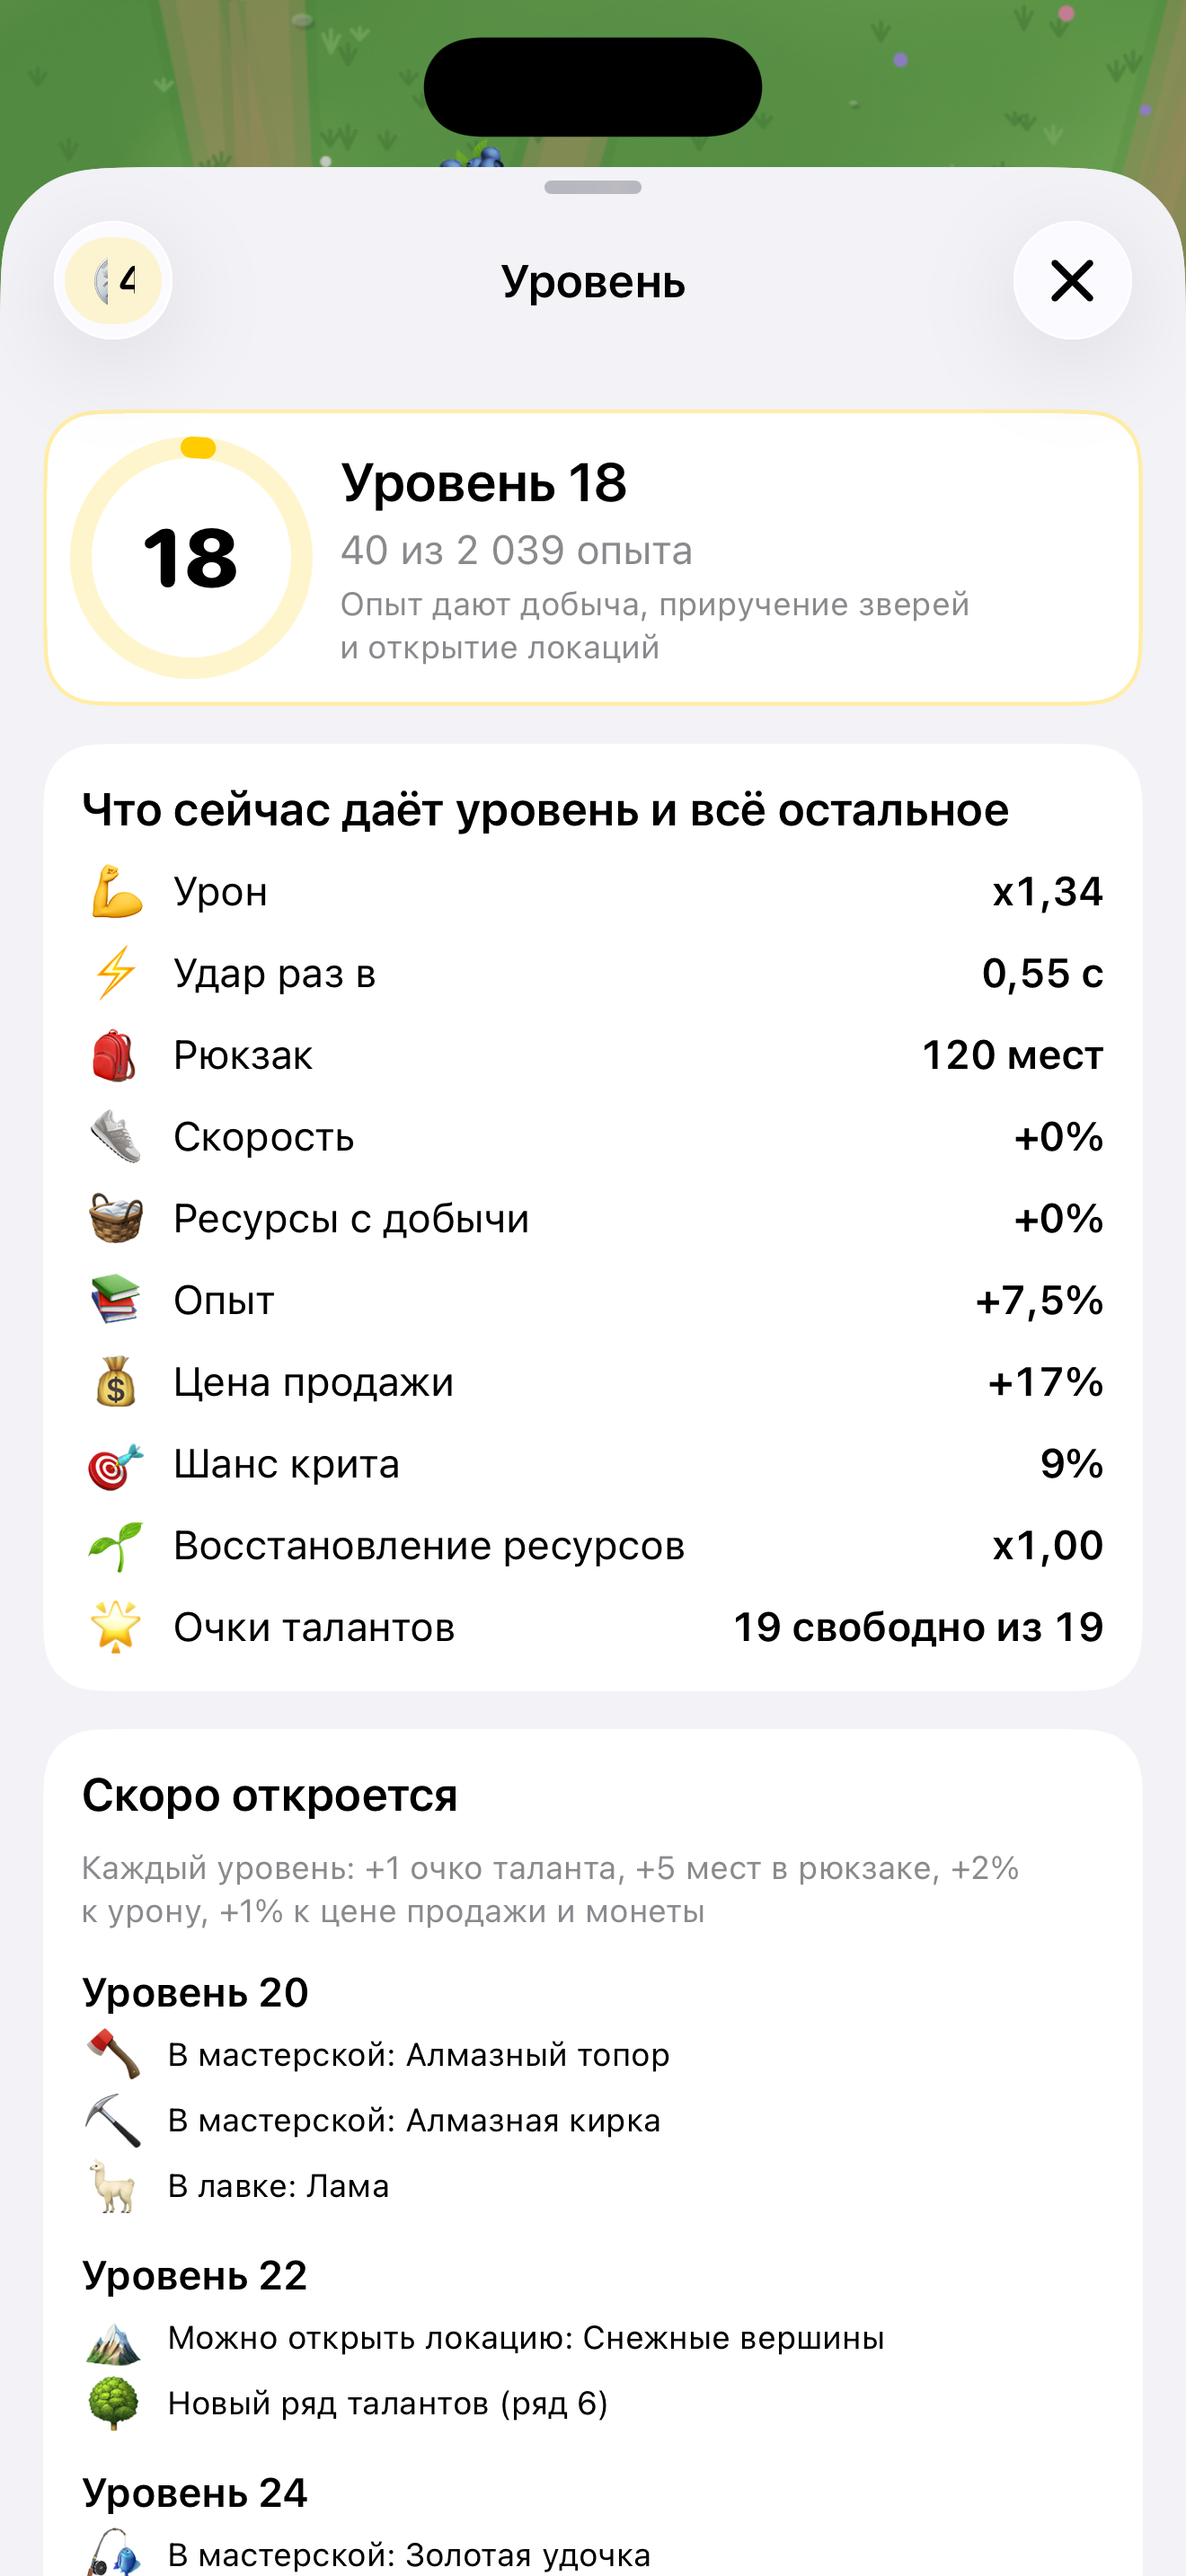 4
Уровень
18
Уровень 18
40 из 2 039 опыта
Опыт дают добыча, приручение зверей
и открытие локаций
Что сейчас даёт уровень и всё остальное
Урон x1,34
Удар раз в 0,55 с
Рюкзак 120 мест
Скорость +0%
Ресурсы с добычи +0%
Опыт +7,5%
Цена продажи +17%
Шанс крита 9%
Восстановление ресурсов x1,00
Очки талантов 19 свободно из 19
Скоро откроется
Каждый уровень: +1 очко таланта, +5 мест в рюкзаке, +2%
к урону, +1% к цене продажи и монеты
Уровень 20
В мастерской: Алмазный топор
В мастерской: Алмазная кирка
В лавке: Лама
Уровень 22
Можно открыть локацию: Снежные вершины
Новый ряд талантов (ряд 6)
Уровень 24
В мастерской: Золотая удочка